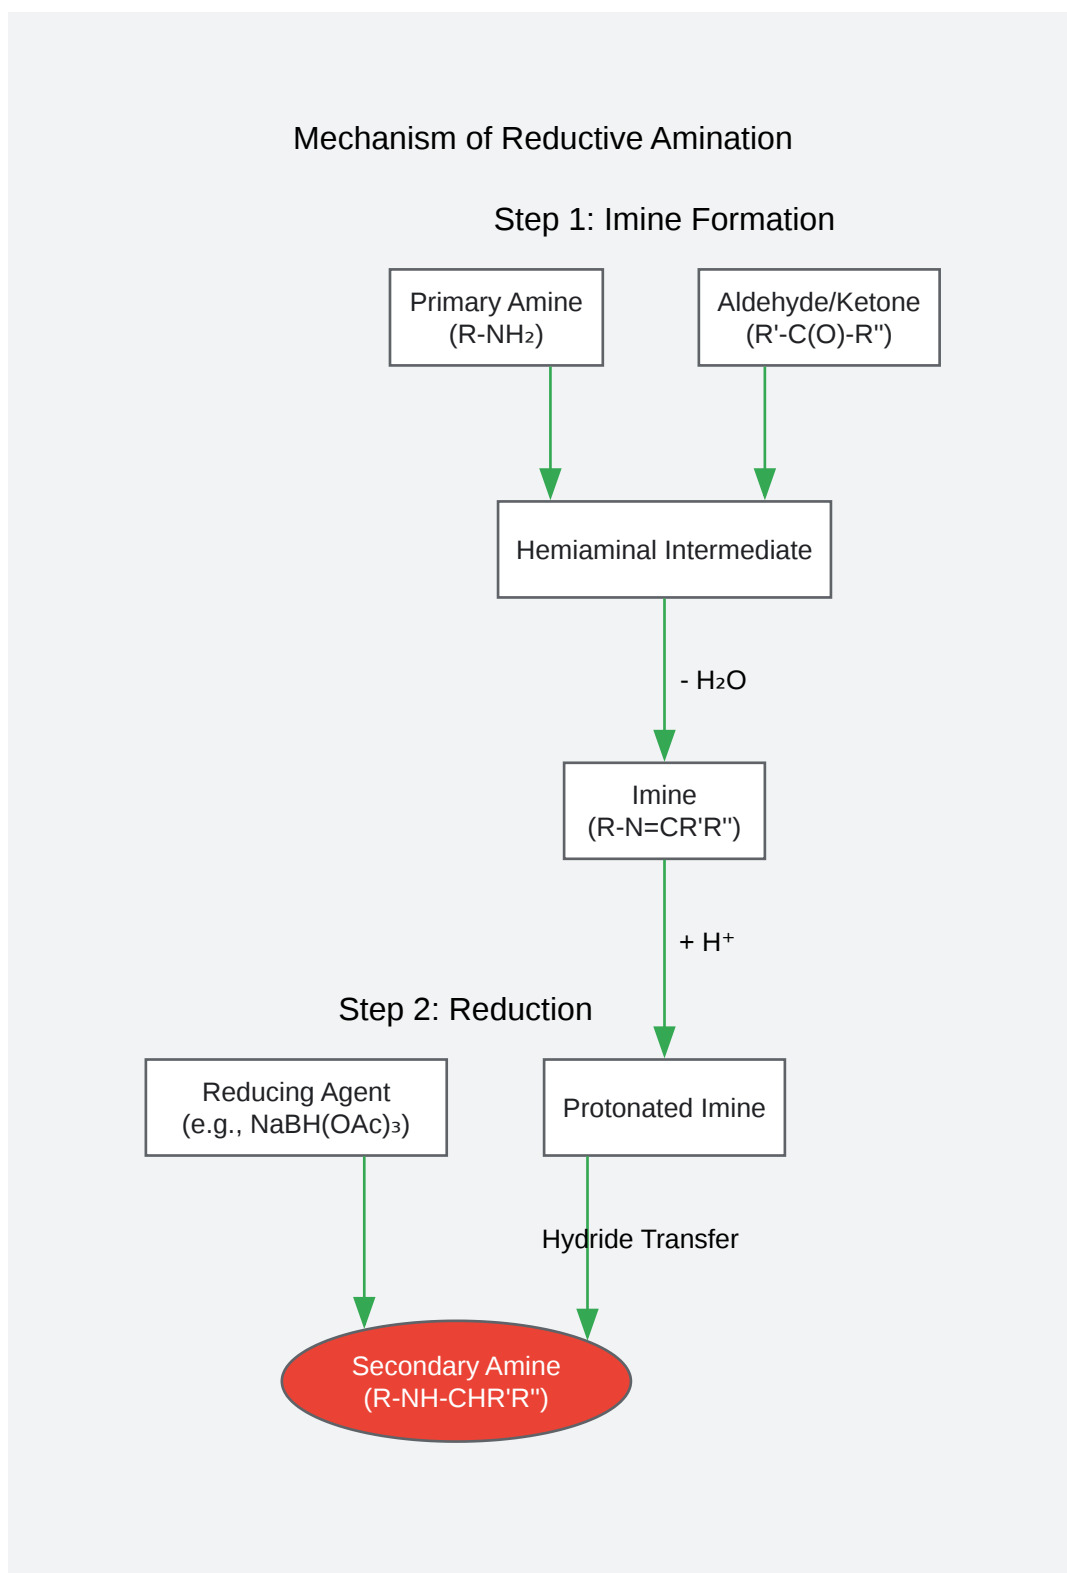 Mechanism of Reductive Amination
Step 1: Imine Formation
Primary Amine
(R-NH₂)
Aldehyde/Ketone
(R'-C(O)-R")
Hemiaminal Intermediate
- H₂O
Imine
(R-N=CR'R")
+ H⁺
Step 2: Reduction
Reducing Agent
(e.g., NaBH(OAc)₃)
Protonated Imine
Hydride Transfer
Secondary Amine
(R-NH-CHR'R")